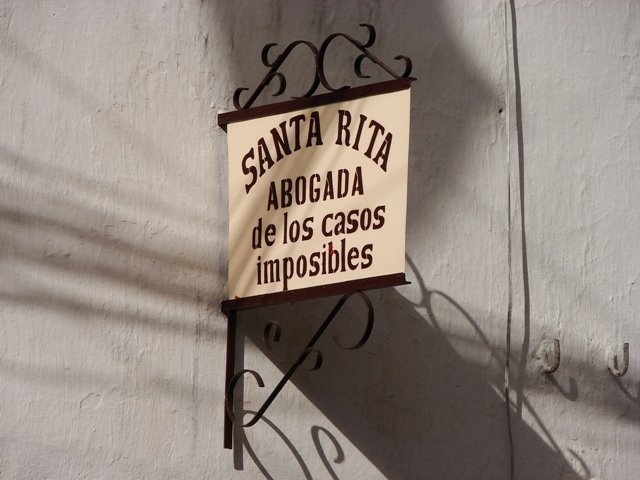 SANTA RITA
ABOGADA
de los casos
imposibles